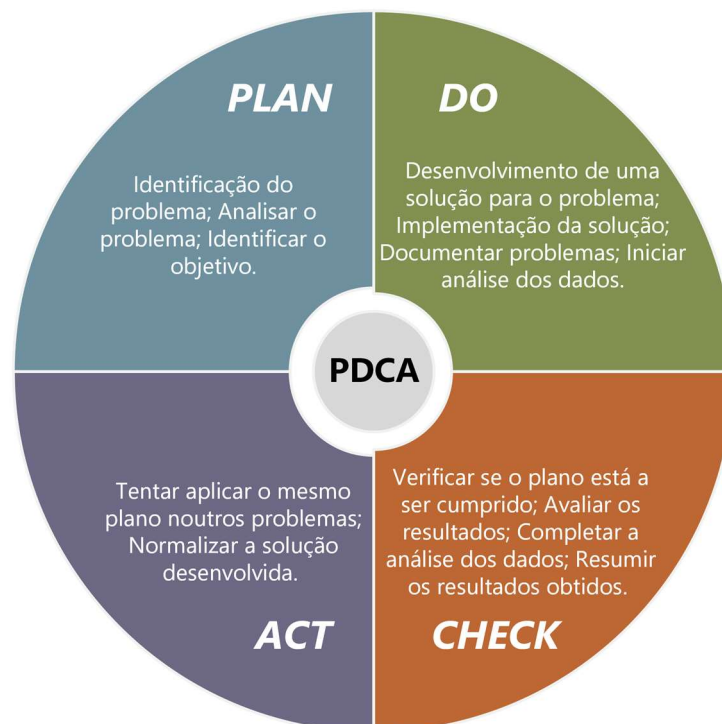 PLAN
Identificação do
problema; Analisar o
problema; Identificar o
objetivo.
DO
Desenvolvimento de uma
solução para o problema;
Implementação da solução;
Documentar problemas; Iniciar
análise dos dados.
PDCA
Tentar aplicar o mesmo
plano noutros problemas;
Normalizar a solução
desenvolvida.
ACT
Verificar se o plano está a
ser cumprido; Avaliar os
resultados; Completar a
análise dos dados; Resumir
os resultados obtidos.
CHECK